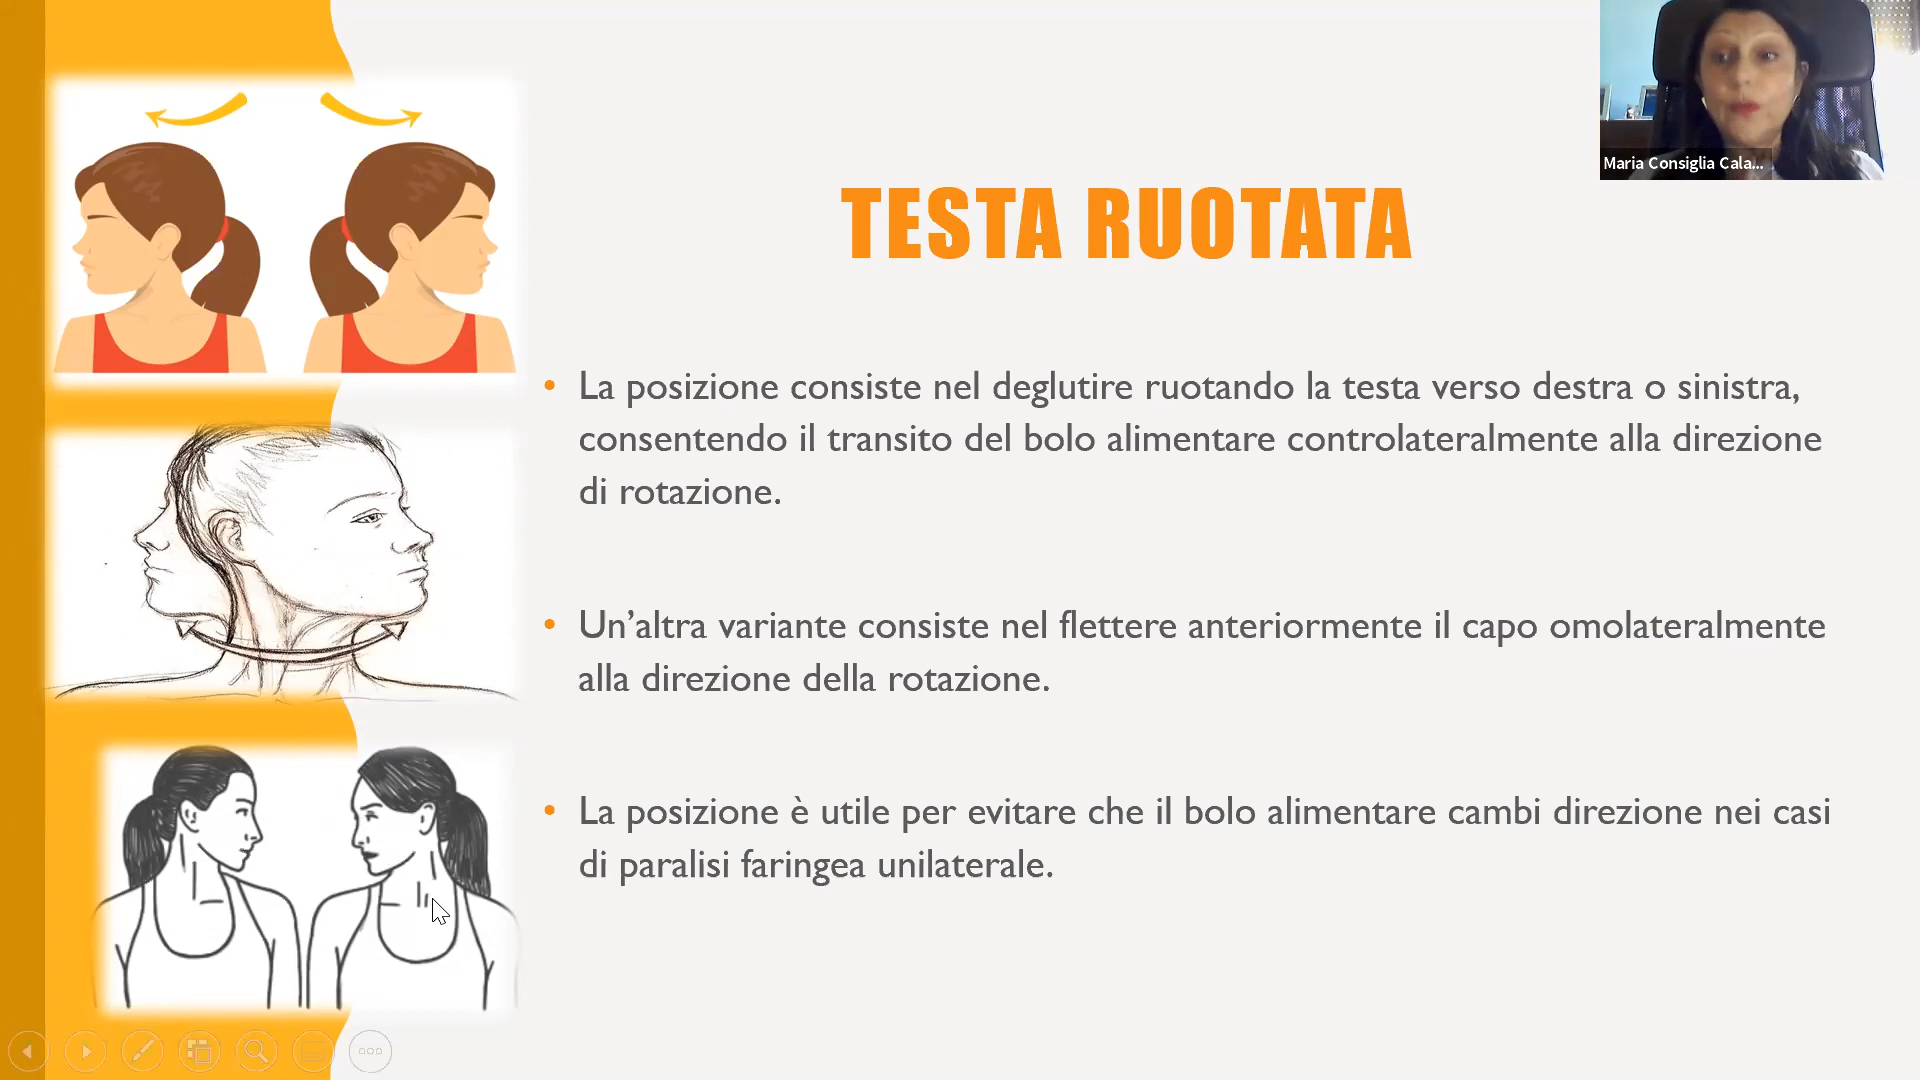 Maria Consiglia Cala...
TESTA RUOTATA
• La posizione consiste nel deglutire ruotando la testa verso destra o sinistra,
consentendo il transito del bolo alimentare controlateralmente alla direzione
di rotazione.
• Un’altra variante consiste nel flettere anteriormente il capo omolateralmente
alla direzione della rotazione.
• La posizione è utile per evitare che il bolo alimentare cambi direzione nei casi
di paralisi faringea unilaterale.